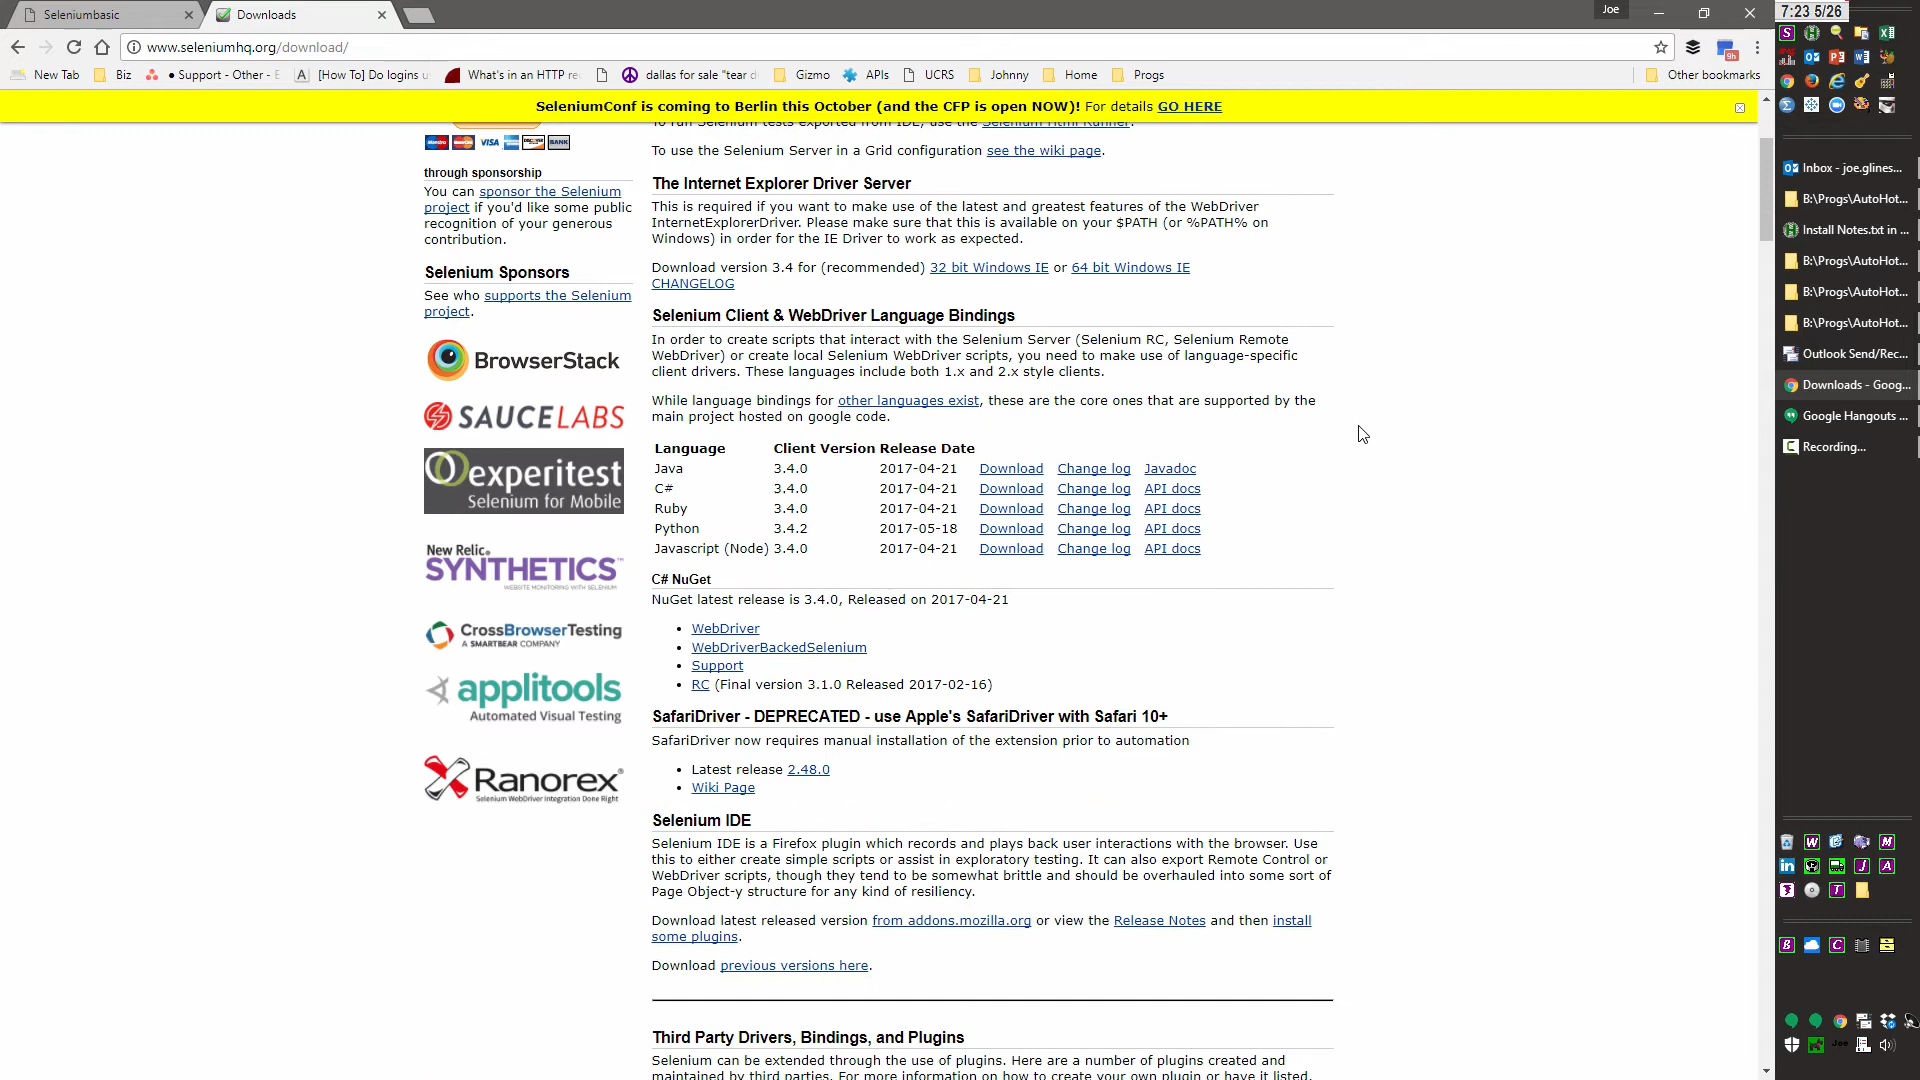 Seleniumbasic
Downloads
Joe
7:23 5/26
www.seleniumhq.org/download/
New Tab
Biz
• Support - Other - E
[How To] Do logins u
What's in an HTTP re
dallas for sale "tear d
Gizmo
APIs
UCRS
Johnny
Home
Progs
Other bookmarks
9h
SeleniumConf is coming to Berlin this October (and the CFP is open NOW)! For details GO HERE
To run Selenium tests exported from IDE, use the Selenium Html Runner.
To use the Selenium Server in a Grid configuration see the wiki page.
The Internet Explorer Driver Server
This is required if you want to make use of the latest and greatest features of the WebDriver
InternetExplorerDriver. Please make sure that this is available on your $PATH (or %PATH% on
Windows) in order for the IE Driver to work as expected.
Download version 3.4 for (recommended) 32 bit Windows IE or 64 bit Windows IE
CHANGELOG
Selenium Client & WebDriver Language Bindings
In order to create scripts that interact with the Selenium Server (Selenium RC, Selenium Remote
WebDriver) or create local Selenium WebDriver scripts, you need to make use of language-specific
client drivers. These languages include both 1.x and 2.x style clients.
While language bindings for other languages exist, these are the core ones that are supported by the
main project hosted on google code.
Language Client Version Release Date
Java 3.4.0 2017-04-21 Download Change log Javadoc
C# 3.4.0 2017-04-21 Download Change log API docs
Ruby 3.4.0 2017-04-21 Download Change log API docs
Python 3.4.2 2017-05-18 Download Change log API docs
Javascript (Node) 3.4.0 2017-04-21 Download Change log API docs
C# NuGet
NuGet latest release is 3.4.0, Released on 2017-04-21
• WebDriver
• WebDriverBackedSelenium
• Support
• RC (Final version 3.1.0 Released 2017-02-16)
SafariDriver - DEPRECATED - use Apple's SafariDriver with Safari 10+
SafariDriver now requires manual installation of the extension prior to automation
• Latest release 2.48.0
• Wiki Page
Selenium IDE
Selenium IDE is a Firefox plugin which records and plays back user interactions with the browser. Use
this to either create simple scripts or assist in exploratory testing. It can also export Remote Control or
WebDriver scripts, though they tend to be somewhat brittle and should be overhauled into some sort of
Page Object-y structure for any kind of resiliency.
Download latest released version from addons.mozilla.org or view the Release Notes and then install
some plugins.
Download previous versions here.
Third Party Drivers, Bindings, and Plugins
Selenium can be extended through the use of plugins. Here are a number of plugins created and
maintained by third parties. For more information on how to create your own plugin or have it listed,
VISA
BANK
through sponsorship
You can sponsor the Selenium
project if you'd like some public
recognition of your generous
contribution.
Selenium Sponsors
See who supports the Selenium
project.
BrowserStack
SAUCELABS
experitest
Selenium for Mobile
New Relic.
SYNTHETICS™
WEBSITE MONITORING WITH SELENIUM
CrossBrowserTesting
A SMARTBEAR COMPANY
applitools
Automated Visual Testing
Ranorex
Selenium WebDriver Integration Done Right
Inbox - joe.glines...
B:\Progs\AutoHot...
Install Notes.txt in ...
B:\Progs\AutoHot...
B:\Progs\AutoHot...
B:\Progs\AutoHot...
Outlook Send/Rec...
Downloads - Goog...
Google Hangouts ...
Recording...